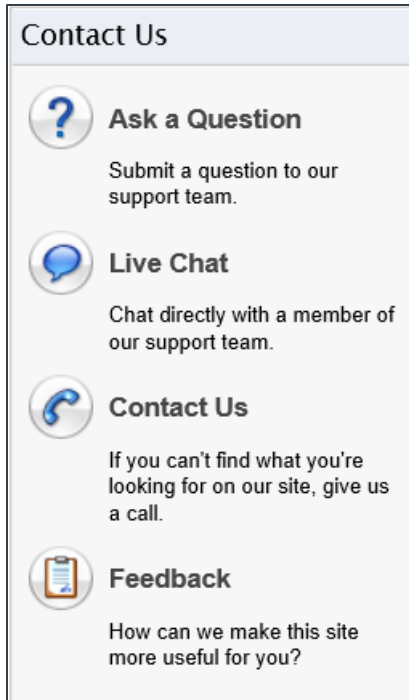 Contact Us
Ask a Question
Submit a question to our
support team.
Live Chat
Chat directly with a member of
our support team.
Contact Us
If you can't find what you're
looking for on our site, give us
a call.
Feedback
How can we make this site
more useful for you?